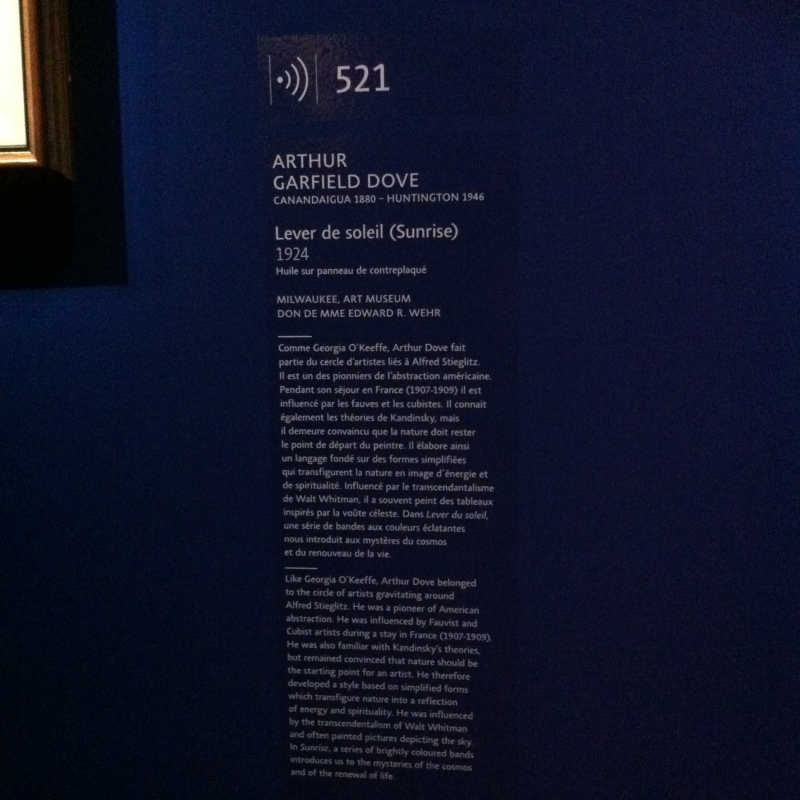 521
ARTHUR
GARFIELD DOVE
CANANDAIGUA 1880 – HUNTINGTON 1946
Lever de soleil (Sunrise)
1924
Huile sur panneau de contreplaqué
MILWAUKEE, ART MUSEUM
DON DE MME EDWARD R. WEHR
Comme Georgia O'Keeffe, Arthur Dove fait
partie du cercle d'artistes liés à Alfred Stieglitz.
Il est un des pionniers de l'abstraction américaine.
Pendant son séjour en France (1907-1909) il est
influencé par les fauves et les cubistes. Il connait
également les théories de Kandinsky, mais
il demeure convaincu que la nature doit rester
le point de départ du peintre. Il élabore ainsi
un langage fondé sur des formes simplifiées
qui transfigurent la nature en image d'énergie et
de spiritualité. Influencé par le transcendantalisme
de Walt Whitman, il a souvent peint des tableaux
inspirés par la voûte céleste. Dans Lever du soleil,
une série de bandes aux couleurs éclatantes
nous introduit aux mystères du cosmos
et du renouveau de la vie.
Like Georgia O'Keeffe, Arthur Dove belonged
to the circle of artists gravitating around
Alfred Stieglitz. He was a pioneer of American
abstraction. He was influenced by Fauvist and
Cubist artists during a stay in France (1907-1909).
He was also familiar with Kandinsky's theories,
but remained convinced that nature should be
the starting point for an artist. He therefore
developed a style based on simplified forms
which transfigure nature into a reflection
of energy and spirituality. He was influenced
by the transcendentalism of Walt Whitman
and often painted pictures depicting the sky.
In Sunrise, a series of brightly coloured bands
introduces us to the mysteries of the cosmos
and of the renewal of life.